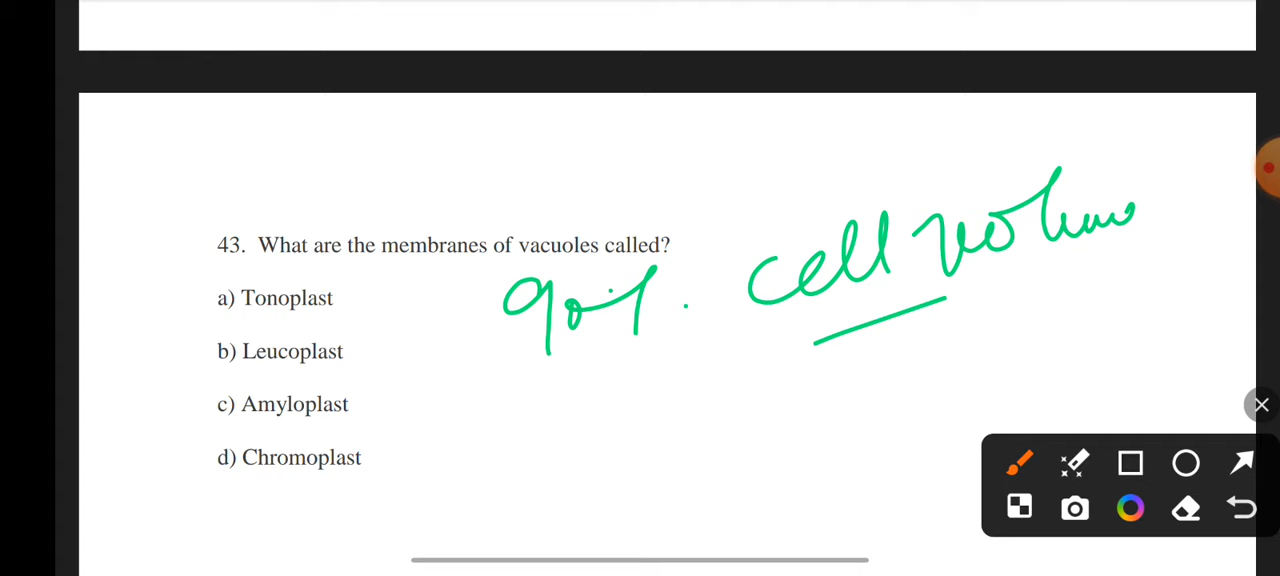 43. What are the membranes of vacuoles called?
a) Tonoplast
90%. cell volume
b) Leucoplast
c) Amyloplast
d) Chromoplast